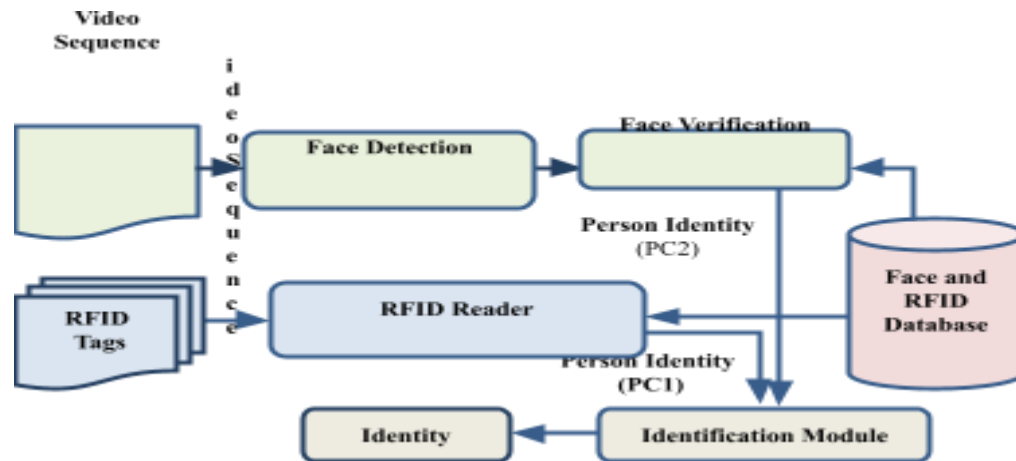 Video
Sequence
ideoSequence
Face Detection
Face Verification
Person Identity
(PC2)
Face and
RFID
Database
RFID
Tags
RFID Reader
Person Identity
(PC1)
Identity
Identification Module